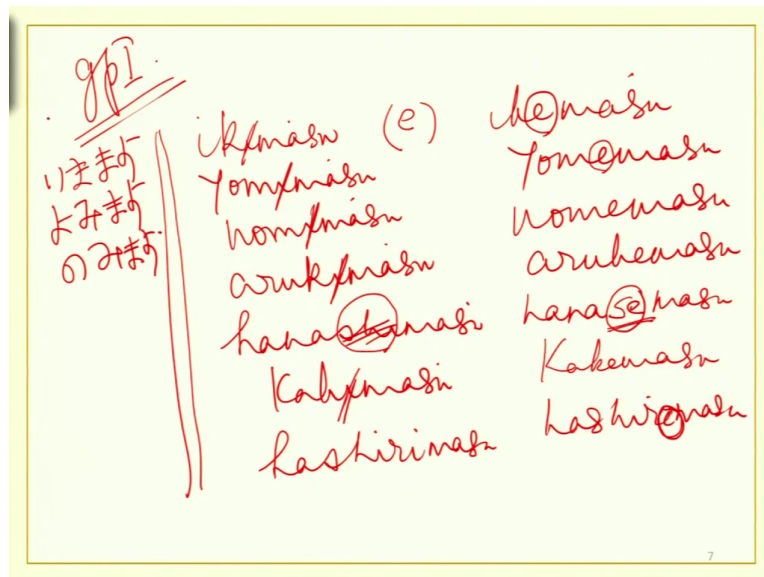 gp I.
いきます
よみます
のみます
ikimasu
Yomimasu
nomimasu
arukimasu
hanashimasu
Kakimasu
hashirimasu
(e)
ikemasu
Yomemasu
nomemasu
arukemasu
hanasemasu
Kakemasu
hashiremasu
7